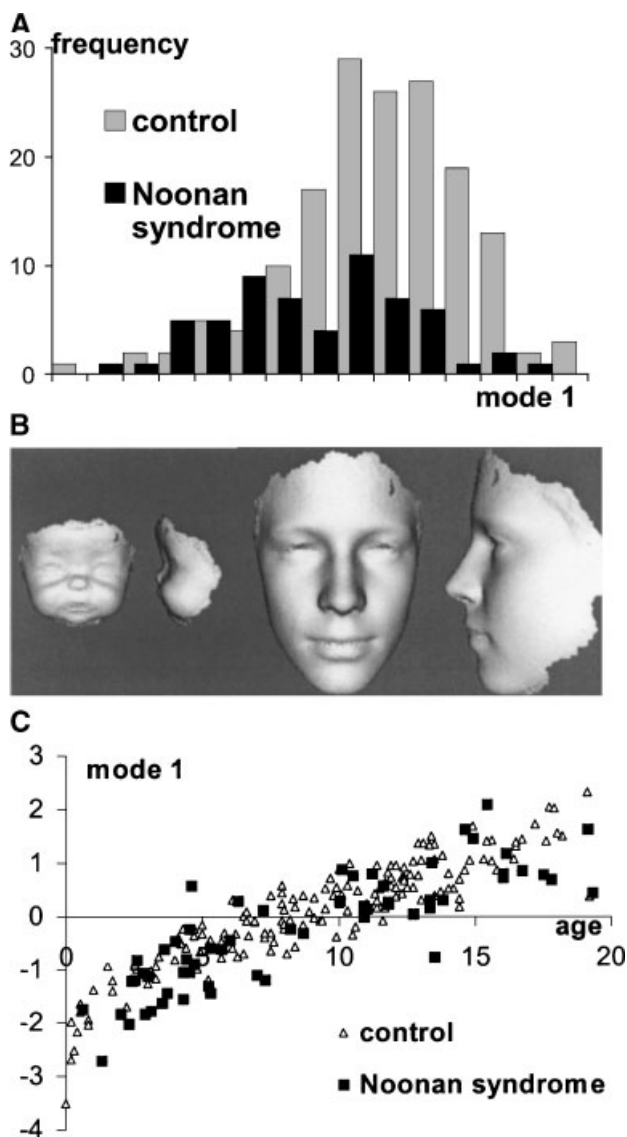 A
frequency
30
control
20
Noonan
syndrome
10
0
mode 1
B
C
3
mode 1
2
1
0
age
0
5
10
15
20
-1
-2
control
-3
Noonan syndrome
-4